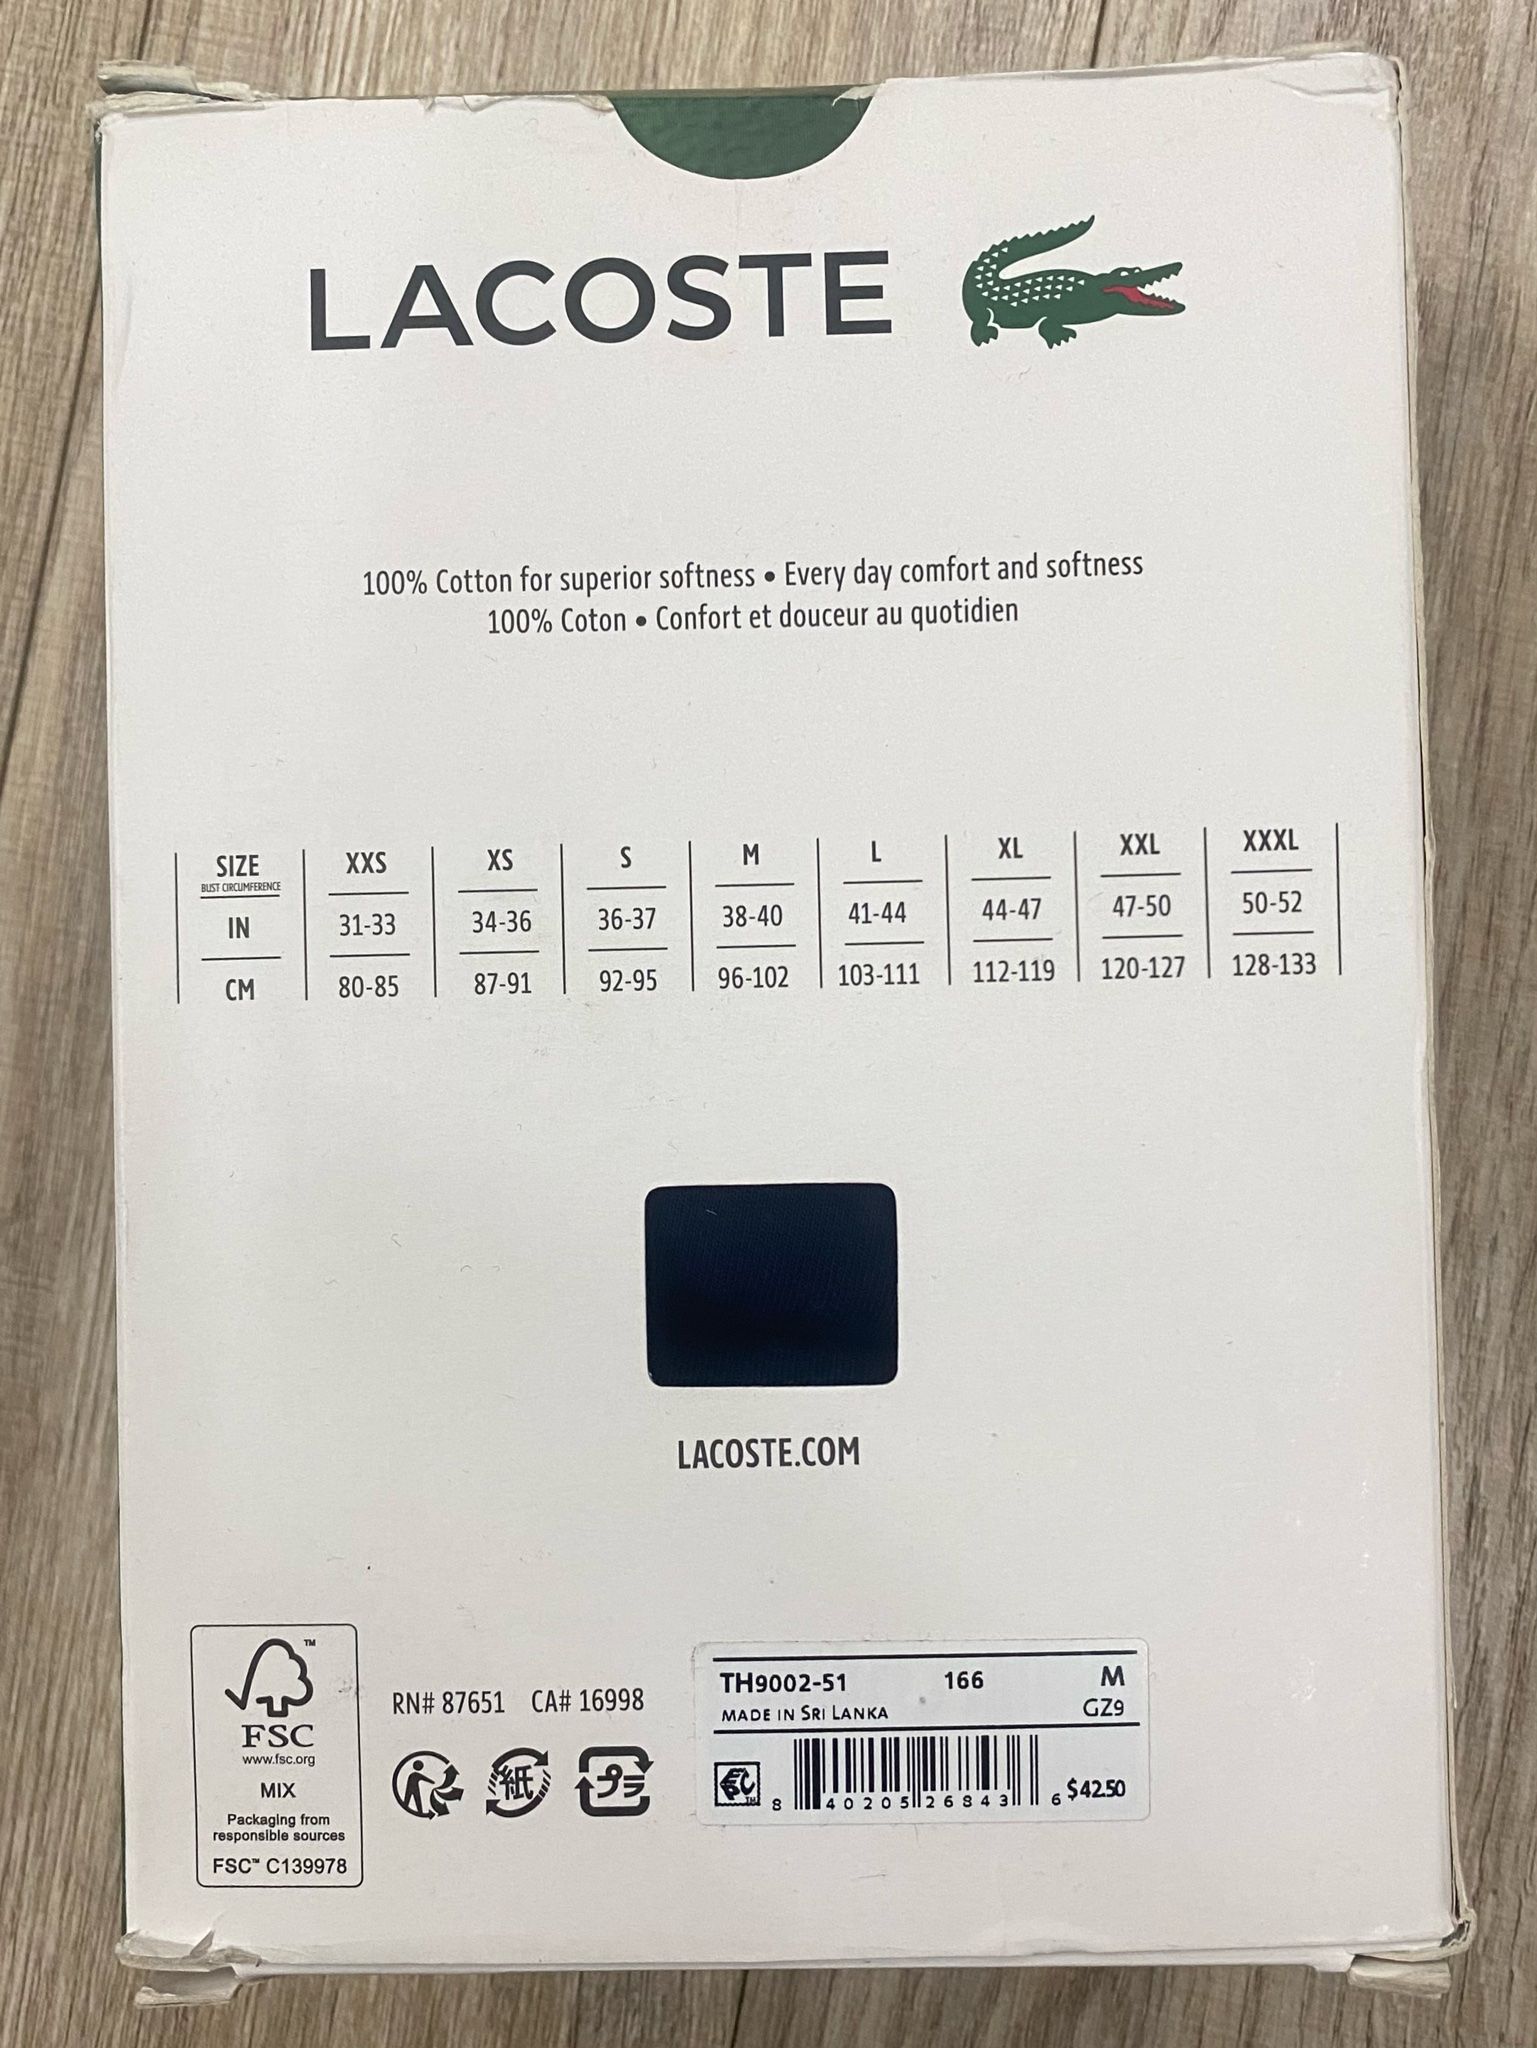 LACOSTE
100% Cotton for superior softness • Every day comfort and softness
100% Coton • Confort et douceur au quotidien
SIZE XXS XS S M L XL XXL XXXL
BUST CIRCUMFERENCE
IN 31-33 34-36 36-37 38-40 41-44 44-47 47-50 50-52
CM 80-85 87-91 92-95 96-102 103-111 112-119 120-127 128-133
LACOSTE.COM
™
FSC
www.fsc.org
MIX
Packaging from
responsible sources
FSC™ C139978
RN# 87651 CA# 16998
紙 プラ
TH9002-51 166 M
MADE IN SRI LANKA GZ9
8 40205 26843 6 $42.50